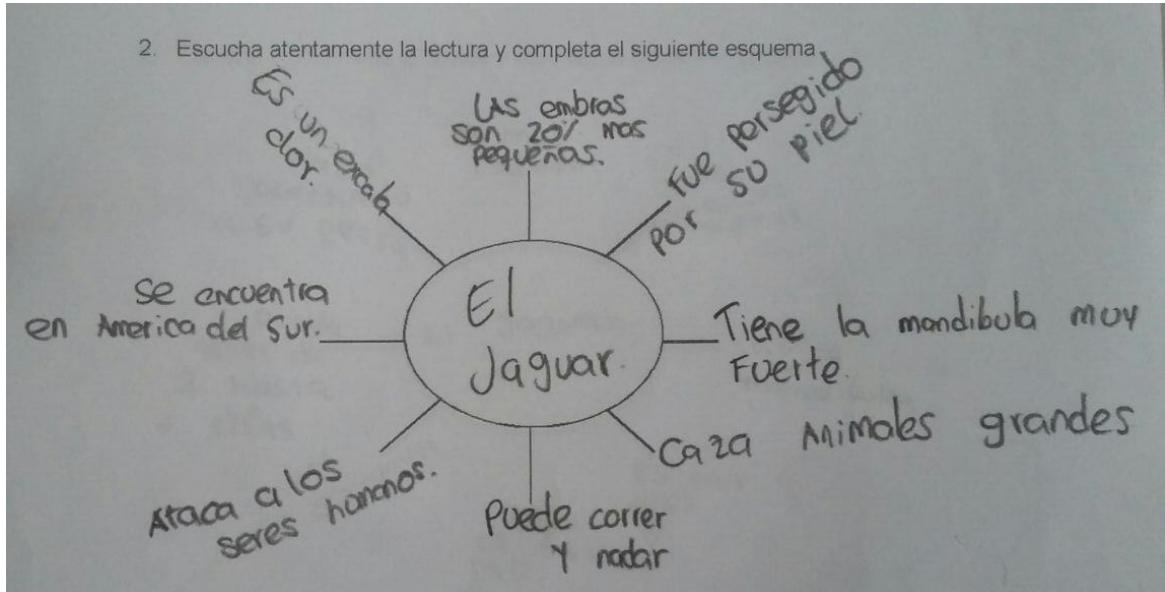 2. Escucha atentamente la lectura y completa el siguiente esquema
Es un excab
dor.
Las embras
son 20% mas
pequeñas.
Fue persegido
por su piel.
Se encuentra
en America del Sur.
El
Jaguar.
Tiene la mandibula muy
Fuerte.
Caza Animales grandes
Ataca a los
seres humanos.
Puede correr
y nadar